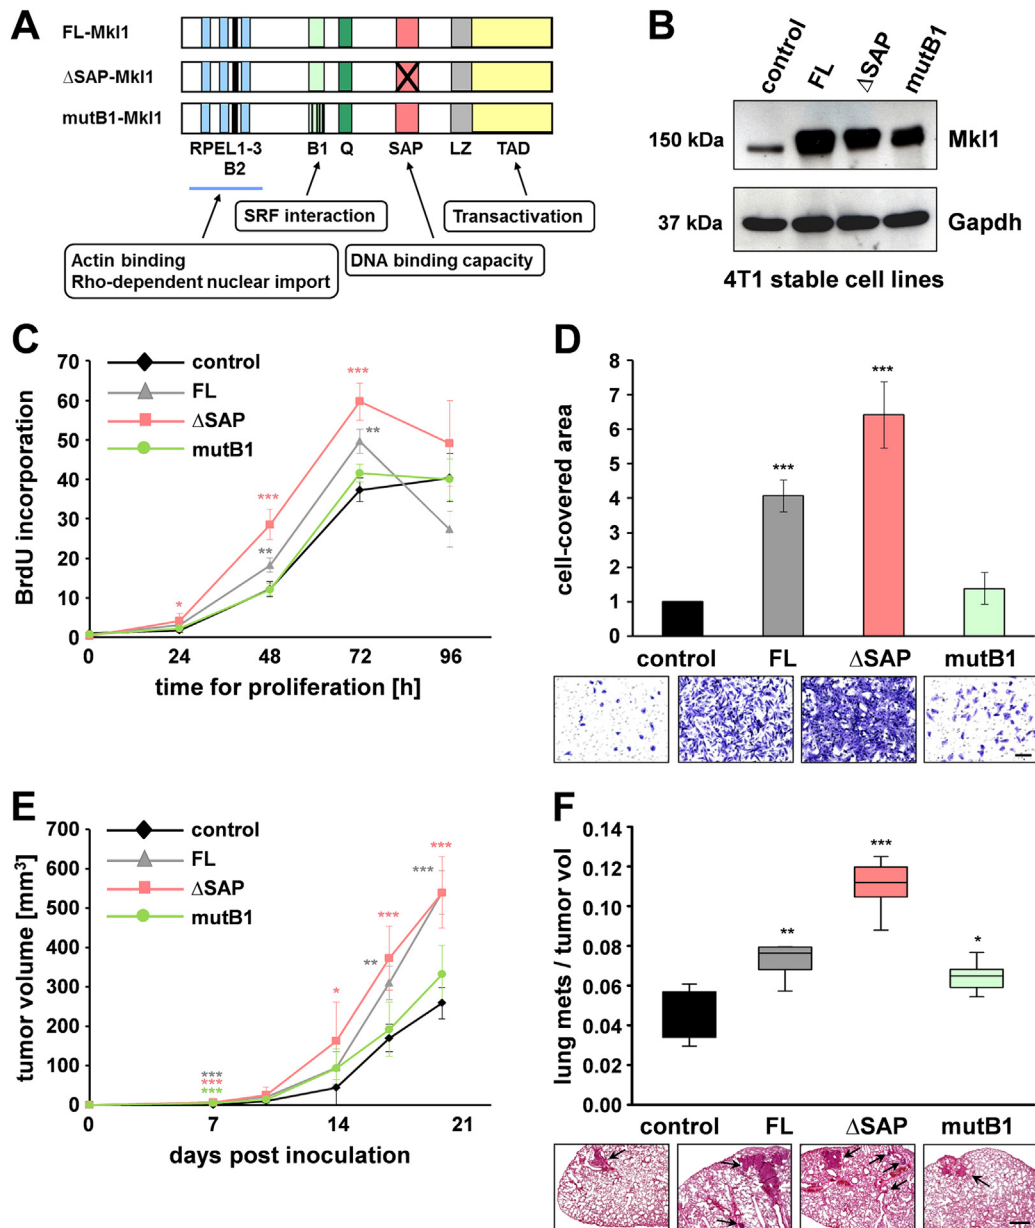 A
FL-Mkl1
ΔSAP-Mkl1
mutB1-Mkl1
RPEL1-3 B1 Q SAP LZ TAD
B2
SRF interaction
Transactivation
Actin binding
Rho-dependent nuclear import
DNA binding capacity
B
control FL ΔSAP mutB1
150 kDa Mkl1
37 kDa Gapdh
4T1 stable cell lines
C
control
FL
ΔSAP
mutB1
BrdU incorporation
70
60
50
40
30
20
10
0
*
***
**
***
**
0 24 48 72 96
time for proliferation [h]
D
cell-covered area
8
7
6
5
4
3
2
1
0
***
***
control FL ΔSAP mutB1
E
control
FL
ΔSAP
mutB1
tumor volume [mm³]
700
600
500
400
300
200
100
0
***
***
***
*
***
**
***
***
0 7 14 21
days post inoculation
F
lung mets / tumor vol
0.14
0.12
0.10
0.08
0.06
0.04
0.02
0.00
**
***
*
control FL ΔSAP mutB1